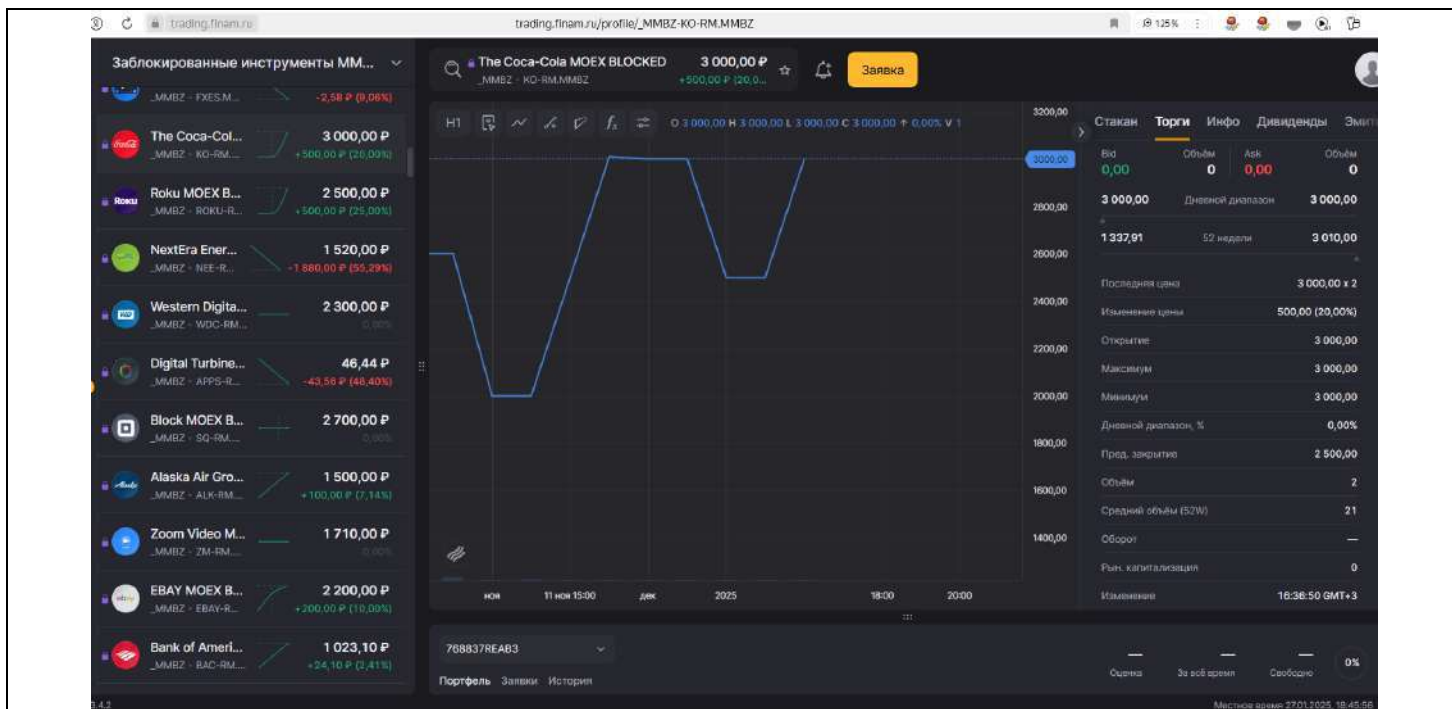 trading.finam.ru
trading.finam.ru/profile/_MMBZ-KO-RM.MMBZ
125%
Заблокированные инструменты ММ...
_MMBZ - FXES.M...
-2,58 ₽ (9,06%)
The Coca-Col...
3 000,00 ₽
_MMBZ - KO-RM....
+500,00 ₽ (20,00%)
Roku MOEX B...
2 500,00 ₽
_MMBZ - ROKU-R...
+500,00 ₽ (25,00%)
NextEra Ener...
1 520,00 ₽
_MMBZ - NEE-R...
-1 880,00 ₽ (55,29%)
Western Digita...
2 300,00 ₽
_MMBZ - WDC-RM...
0,00%
Digital Turbine...
46,44 ₽
_MMBZ - APPS-R...
-43,56 ₽ (48,40%)
Block MOEX B...
2 700,00 ₽
_MMBZ - SQ-RM....
0,00%
Alaska Air Gro...
1 500,00 ₽
_MMBZ - ALK-RM....
+100,00 ₽ (7,14%)
Zoom Video M...
1 710,00 ₽
_MMBZ - ZM-RM....
0,00%
EBAY MOEX B...
2 200,00 ₽
_MMBZ - EBAY-R...
+200,00 ₽ (10,00%)
Bank of Ameri...
1 023,10 ₽
_MMBZ - BAC-RM....
+24,10 ₽ (2,41%)
3.4.2
The Coca-Cola MOEX BLOCKED
3 000,00 ₽
_MMBZ - KO-RM.MMBZ
+500,00 ₽ (20,0...
Заявка
H1
O 3 000,00 H 3 000,00 L 3 000,00 C 3 000,00 ↑ 0,00% V 1
3200,00
3000,00
2800,00
2600,00
2400,00
2200,00
2000,00
1800,00
1600,00
1400,00
ноя 11 ноя 15:00 дек 2025 18:00 20:00
Стакан Торги Инфо Дивиденды Эмит
Bid Объём Ask Объём
0,00 0 0,00 0
3 000,00 Дневной диапазон 3 000,00
1 337,91 52 недели 3 010,00
Последняя цена 3 000,00 x 2
Изменение цены 500,00 (20,00%)
Открытие 3 000,00
Максимум 3 000,00
Минимум 3 000,00
Дневной диапазон, % 0,00%
Пред. закрытие 2 500,00
Объём 2
Средний объём (52W) 21
Оборот —
Рын. капитализация 0
Изменение 16:36:50 GMT+3
768837REAB3
Портфель Заявки История
— — —
Оценка За всё время Свободно
0%
Местное время 27.01.2025, 18:45:56